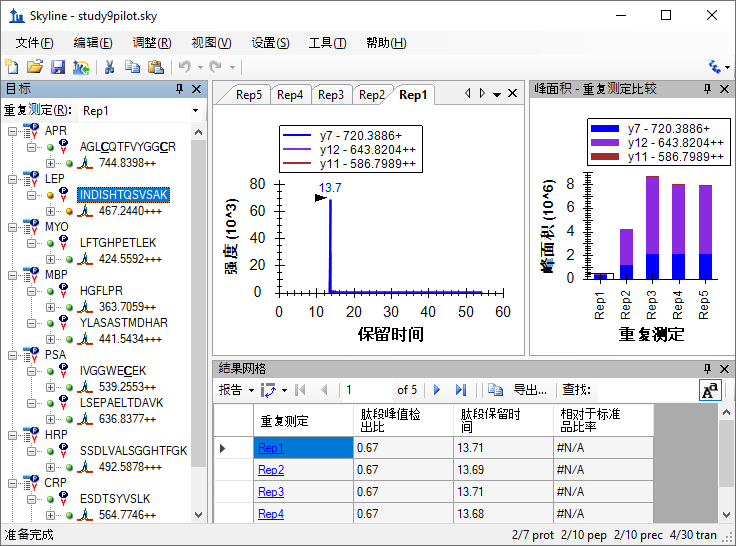 Skyline - study9pilot.sky
文件(F) 编辑(E) 调整(R) 视图(V) 设置(S) 工具(T) 帮助(H)
目标
重复测定(R): Rep1
APR
AGLCQTFVYGGCR
744.8398++
LEP
INDISHTQSVSAK
467.2440+++
MYO
LFTGHPETLEK
424.5592+++
MBP
HGFLPR
363.7059+++
YLASASTMDHAR
441.5434+++
PSA
IVGGWECEK
539.2553+++
LSEPAELTDAVK
636.8377++
HRP
SSDLVALSGGHTFGK
492.5878+++
CRP
ESDTSYVSLK
564.7746++
Rep5 Rep4 Rep3 Rep2 Rep1
y7 - 720.3886+
y12 - 643.8204++
y11 - 586.7989++
13.7
强度 (10^3)
80
60
40
20
0
0 10 20 30 40 50 60
保留时间
峰面积 - 重复测定比较
y7 - 720.3886+
y12 - 643.8204++
y11 - 586.7989++
峰面积 (10^6)
8
6
4
2
0
Rep1 Rep2 Rep3 Rep4 Rep5
重复测定
结果网格
报告 1 of 5 导出... 查找: Aa
重复测定 肽段峰值检出比 肽段保留时间 相对于标准品比率
Rep1 0.67 13.71 #N/A
Rep2 0.67 13.69 #N/A
Rep3 0.67 13.71 #N/A
Rep4 0.67 13.68 #N/A
准备完成 2/7 prot 2/10 pep 2/10 prec 4/30 tran